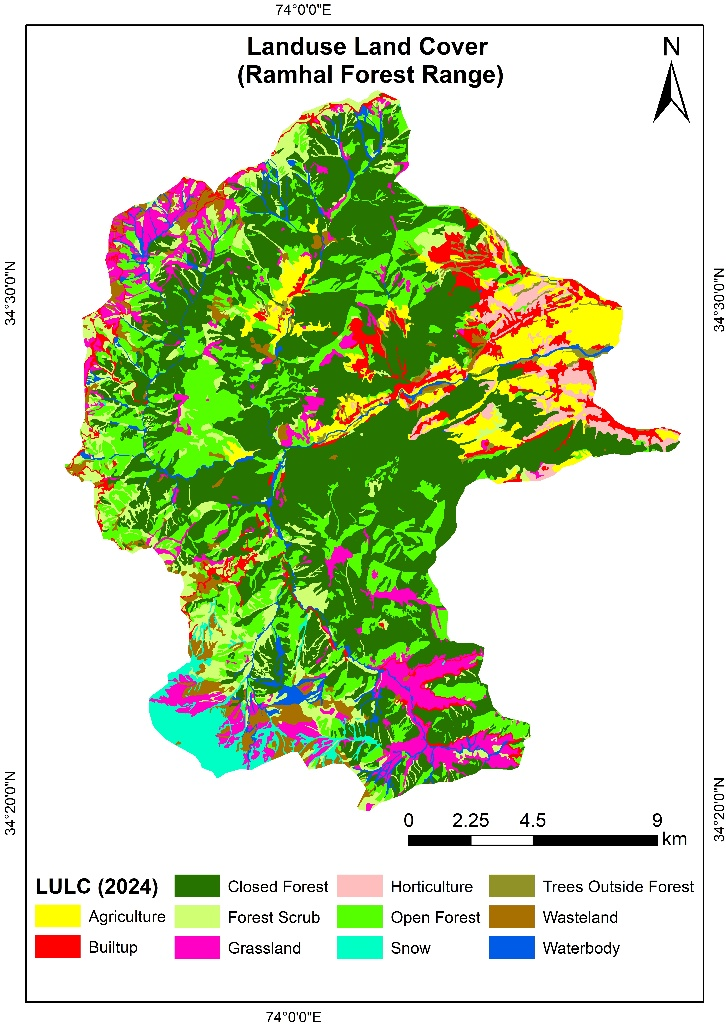 74°0'0"E
Landuse Land Cover
(Ramhal Forest Range)
N
34°30'0"N
34°30'0"N
34°20'0"N
34°20'0"N
0 2.25 4.5 9
km
LULC (2024)
Agriculture
Builtup
Closed Forest
Forest Scrub
Grassland
Horticulture
Open Forest
Snow
Trees Outside Forest
Wasteland
Waterbody
74°0'0"E